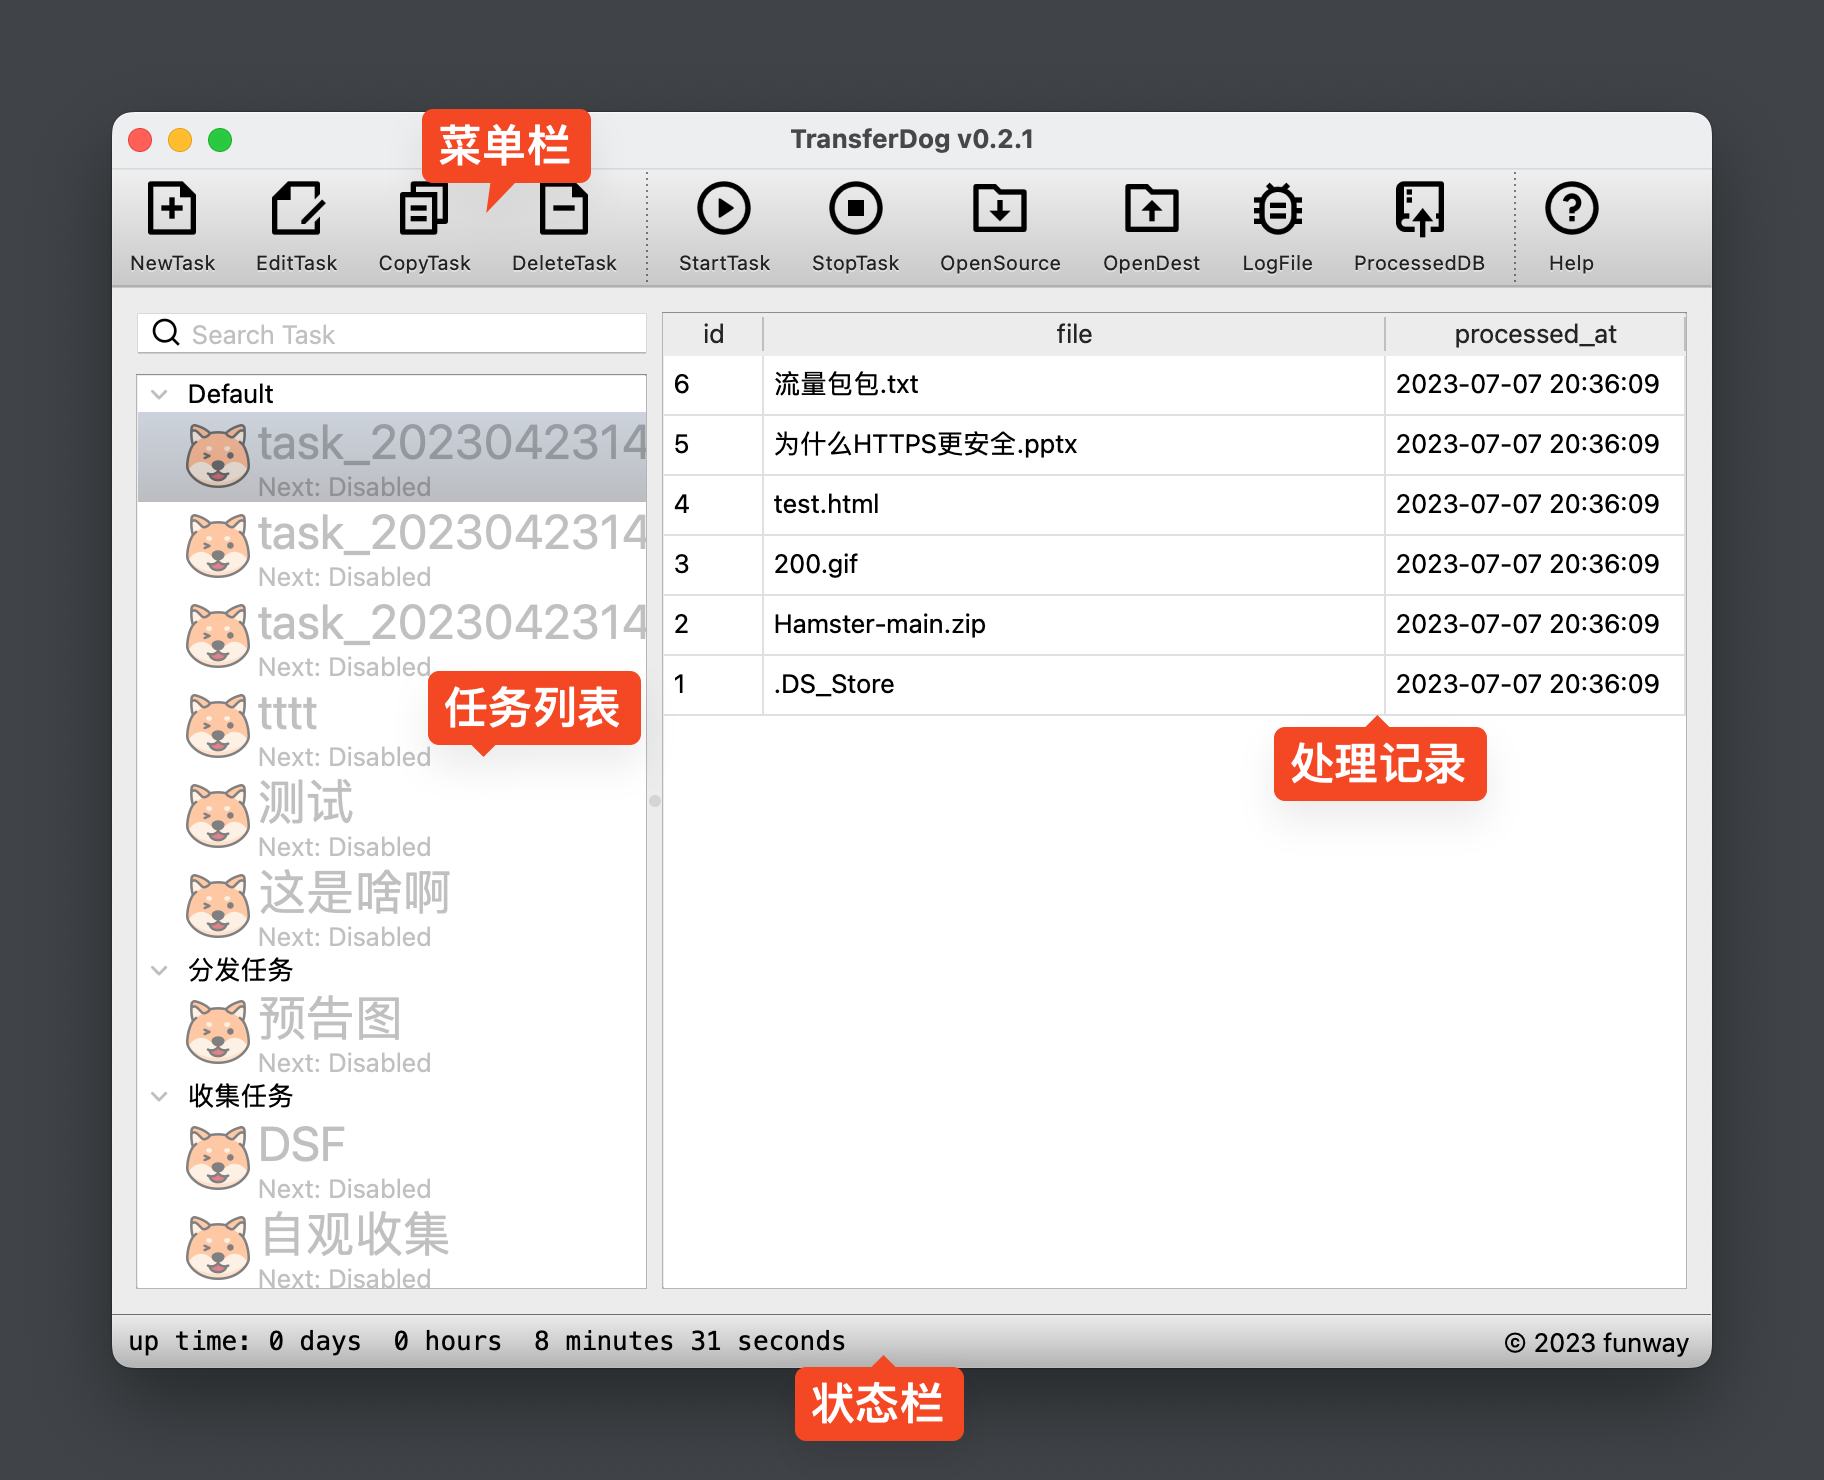 菜单栏
TransferDog v0.2.1
NewTask EditTask CopyTask DeleteTask StartTask StopTask OpenSource OpenDest LogFile ProcessedDB Help
Search Task
Default
task_2023042314
Next: Disabled
task_2023042314
Next: Disabled
task_2023042314
Next: Disabled
tttt
Next: Disabled
测试
Next: Disabled
这是啥啊
Next: Disabled
分发任务
预告图
Next: Disabled
收集任务
DSF
Next: Disabled
自观收集
Next: Disabled
任务列表
id file processed_at
6 流量包包.txt 2023-07-07 20:36:09
5 为什么HTTPS更安全.pptx 2023-07-07 20:36:09
4 test.html 2023-07-07 20:36:09
3 200.gif 2023-07-07 20:36:09
2 Hamster-main.zip 2023-07-07 20:36:09
1 .DS_Store 2023-07-07 20:36:09
处理记录
up time: 0 days 0 hours 8 minutes 31 seconds
© 2023 funway
状态栏